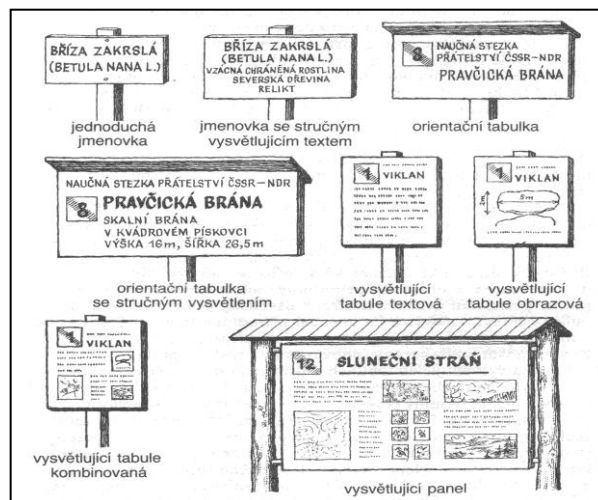 BŘÍZA ZAKRSLÁ
(BETULA NANA L.)
jednoduchá
jmenovka
BŘÍZA ZAKRSLÁ
(BETULA NANA L.)
VZÁCNÁ CHRÁNĚNÁ ROSTLINA
SEVERSKÁ DŘEVINA
RELIKT
jmenovka se stručným
vysvětlujícím textem
8
NAUČNÁ STEZKA
PŘÁTELSTVÍ ČSSR-NDR
PRAVČICKÁ BRÁNA
orientační tabulka
NAUČNÁ STEZKA PŘÁTELSTVÍ ČSSR-NDR
8
PRAVČICKÁ BRÁNA
SKALNÍ BRÁNA
V KVÁDROVÉM PÍSKOVCI
VÝŠKA 16m, ŠÍŘKA 26,5m
orientační tabulka
se stručným vysvětlením
1
VIKLAN
vysvětlující
tabule textová
1
VIKLAN
2m
5m
vysvětlující
tabule obrazová
1
VIKLAN
vysvětlující tabule
kombinovaná
12 SLUNEČNÍ STRÁŇ
vysvětlující panel